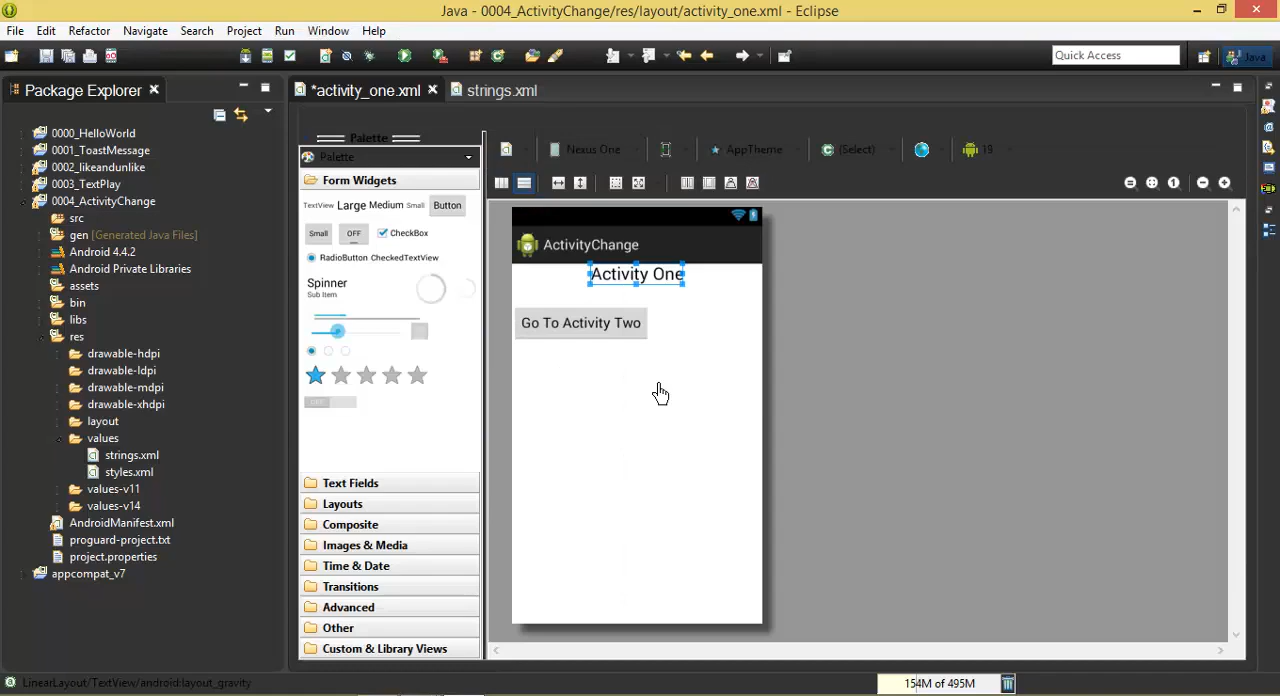 Java - 0004_ActivityChange/res/layout/activity_one.xml - Eclipse
File Edit Refactor Navigate Search Project Run Window Help
Quick Access
Java
Package Explorer
*activity_one.xml
strings.xml
0000_HelloWorld
0001_ToastMessage
0002_likeandunlike
0003_TextPlay
0004_ActivityChange
src
gen [Generated Java Files]
Android 4.4.2
Android Private Libraries
assets
bin
libs
res
drawable-hdpi
drawable-ldpi
drawable-mdpi
drawable-xhdpi
layout
values
strings.xml
styles.xml
values-v11
values-v14
AndroidManifest.xml
proguard-project.txt
project.properties
appcompat_v7
Palette
Palette
Form Widgets
TextView Large Medium Small Button
Small OFF CheckBox
RadioButton CheckedTextView
Spinner
Sub Item
OFF
Text Fields
Layouts
Composite
Images & Media
Time & Date
Transitions
Advanced
Other
Custom & Library Views
Nexus One AppTheme (Select) 19
ActivityChange
Activity One
Go To Activity Two
LinearLayout/TextView/android:layout_gravity
154M of 495M